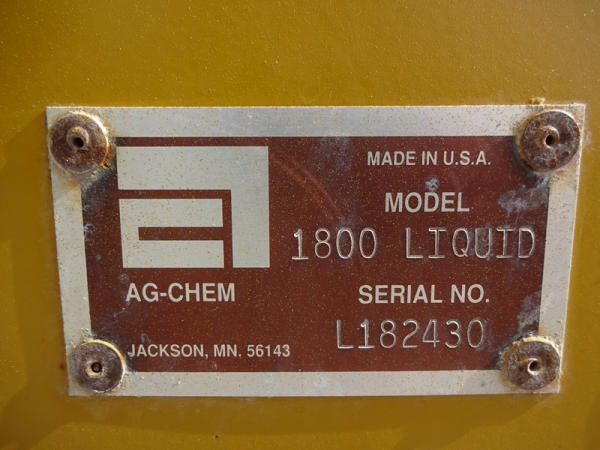 MADE IN U.S.A.
MODEL
1800 LIQUID
AG-CHEM
SERIAL NO.
L182430
JACKSON, MN. 56143